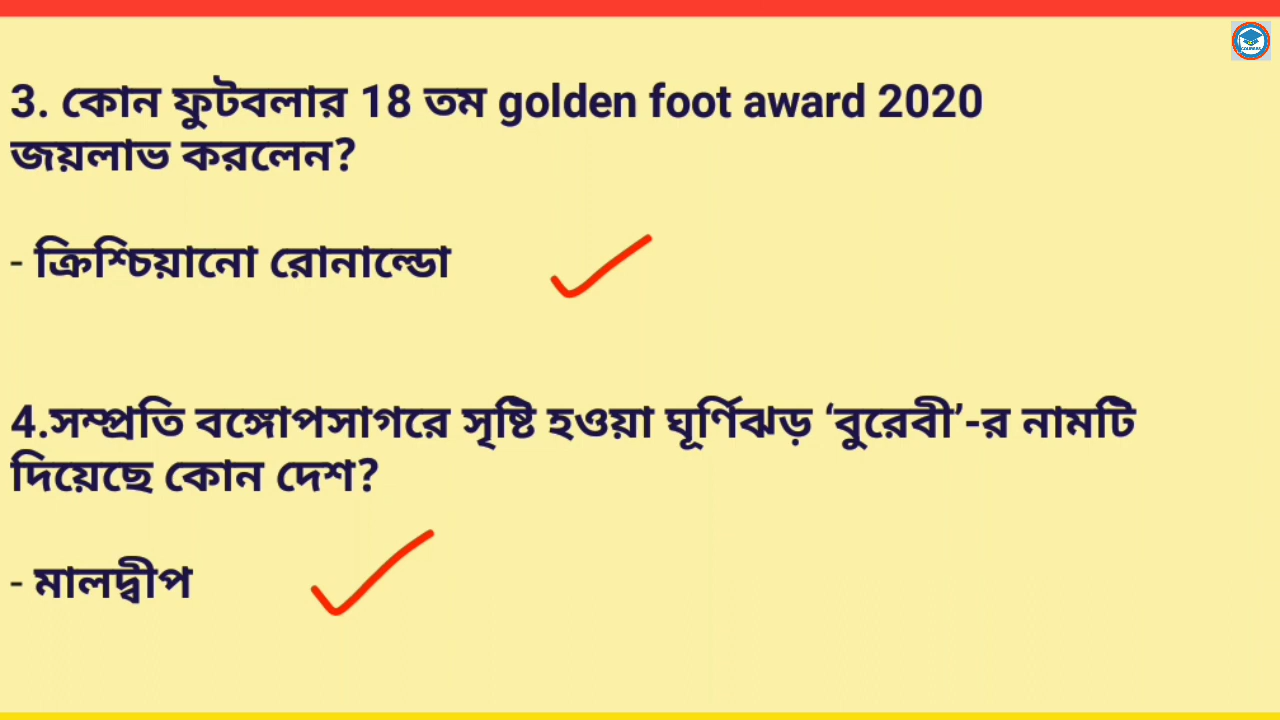 3. কোন ফুটবলার 18 তম golden foot award 2020
জয়লাভ করলেন?
- ক্রিশ্চিয়ানো রোনাল্ডো
4.সম্প্রতি বঙ্গোপসাগরে সৃষ্টি হওয়া ঘূর্ণিঝড় ‘বুরেবী’-র নামটি
দিয়েছে কোন দেশ?
- মালদ্বীপ